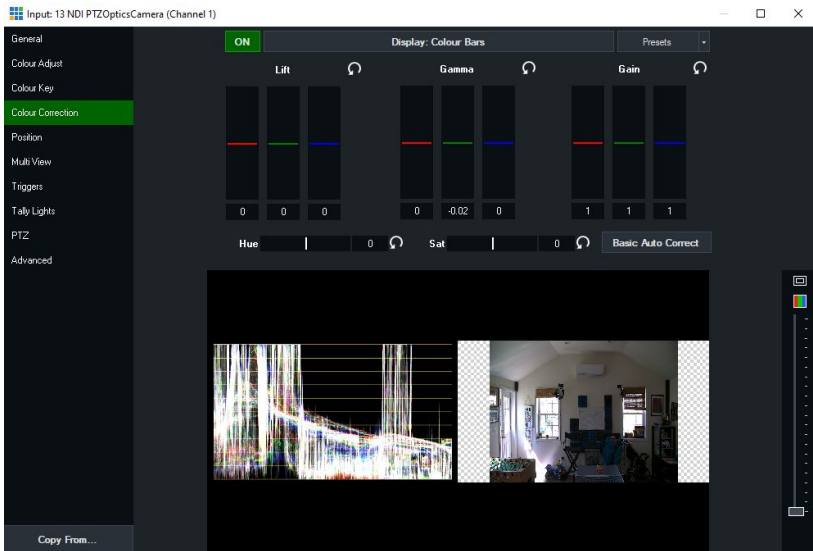 Input: 13 NDI PTZOpticsCamera (Channel 1)
General
Colour Adjust
Colour Key
Colour Correction
Position
Multi View
Triggers
Tally Lights
PTZ
Advanced
Copy From...
ON Display: Colour Bars Presets
Lift Gamma Gain
0 0 0 0 -0.02 0 1 1 1
Hue 0 Sat 0 Basic Auto Correct